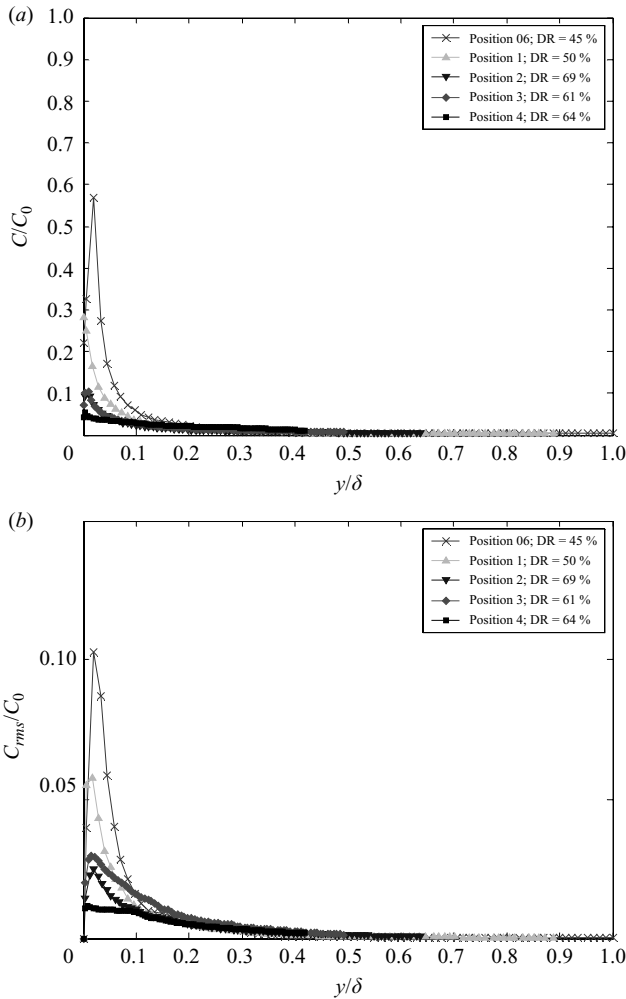 (a)
1.0
0.9
0.8
0.7
0.6
0.5
0.4
0.3
0.2
0.1
C/C0
Position 06; DR = 45 %
Position 1; DR = 50 %
Position 2; DR = 69 %
Position 3; DR = 61 %
Position 4; DR = 64 %
0 0.1 0.2 0.3 0.4 0.5 0.6 0.7 0.8 0.9 1.0
y/δ
(b)
0.10
0.05
Crms/C0
Position 06; DR = 45 %
Position 1; DR = 50 %
Position 2; DR = 69 %
Position 3; DR = 61 %
Position 4; DR = 64 %
0 0.1 0.2 0.3 0.4 0.5 0.6 0.7 0.8 0.9 1.0
y/δ